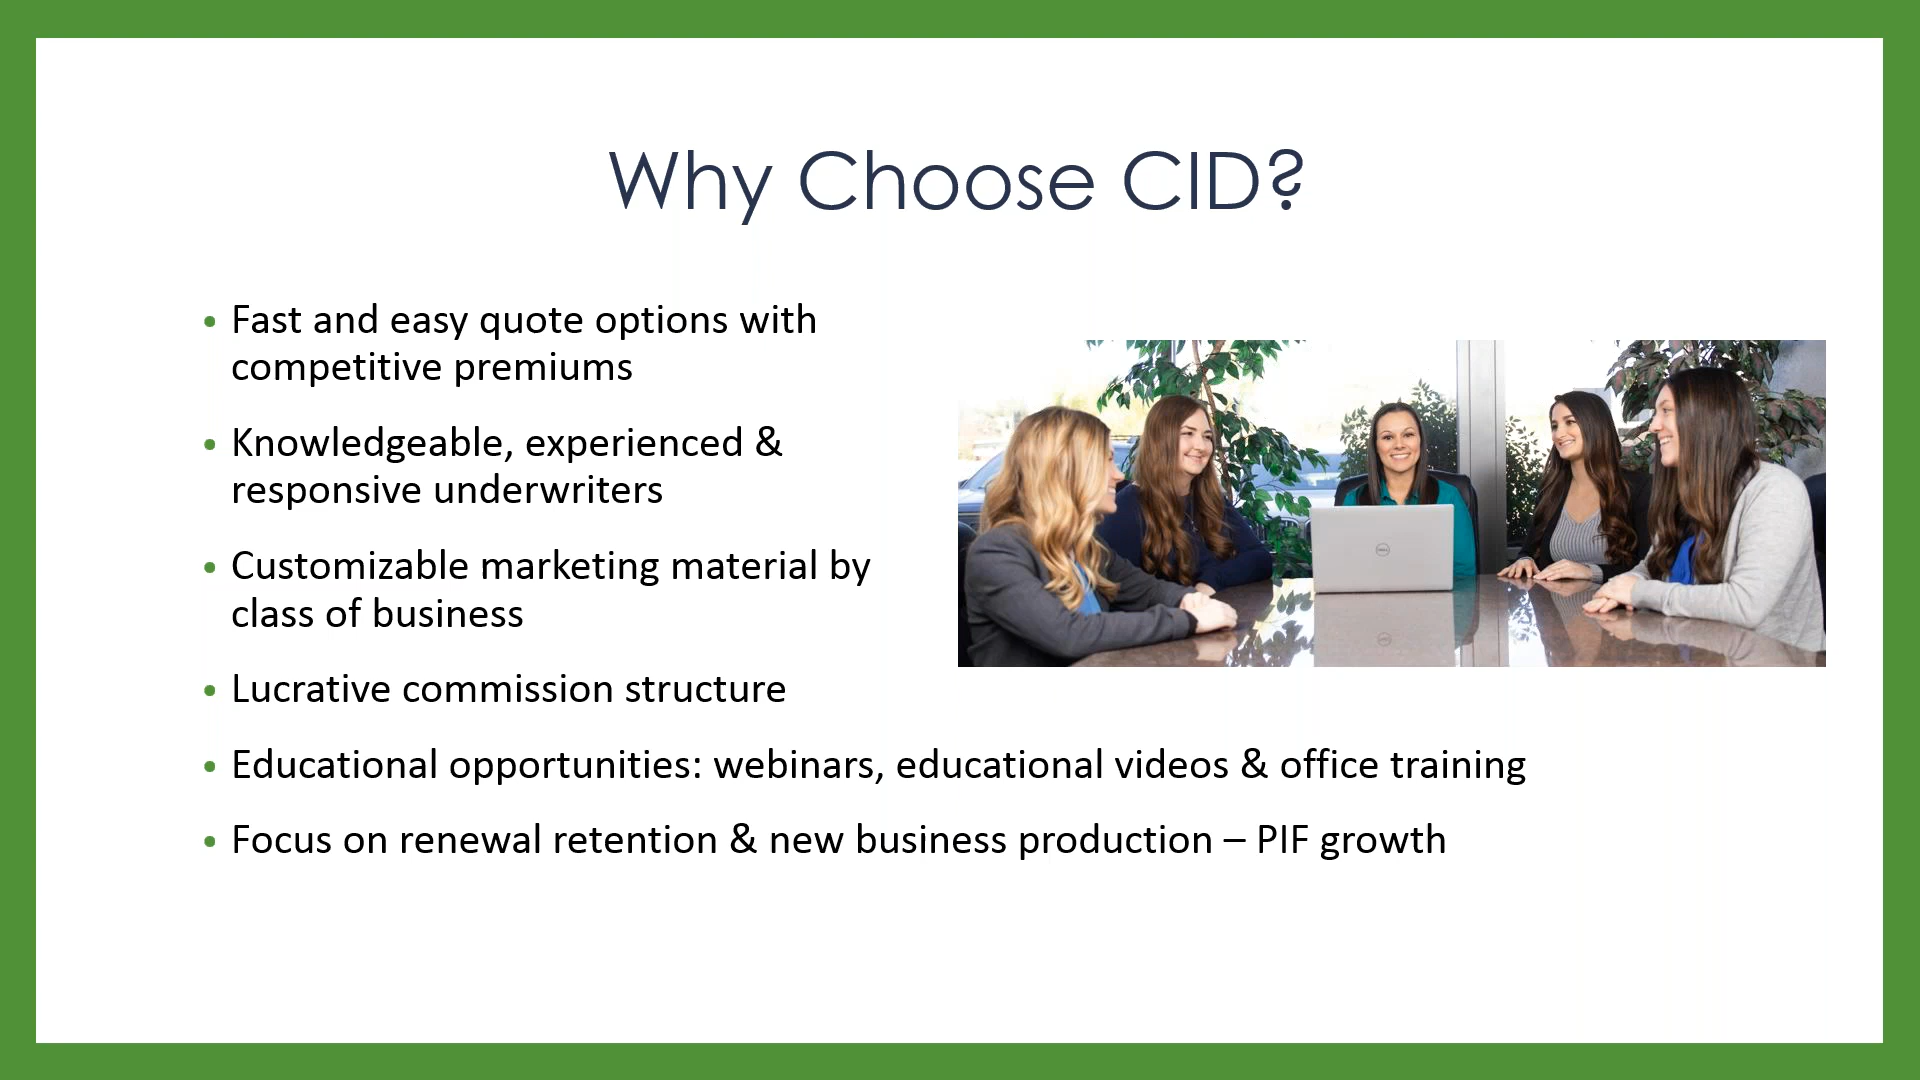 Why Choose CID?
• Fast and easy quote options with
competitive premiums
• Knowledgeable, experienced &
responsive underwriters
• Customizable marketing material by
class of business
• Lucrative commission structure
• Educational opportunities: webinars, educational videos & office training
• Focus on renewal retention & new business production – PIF growth